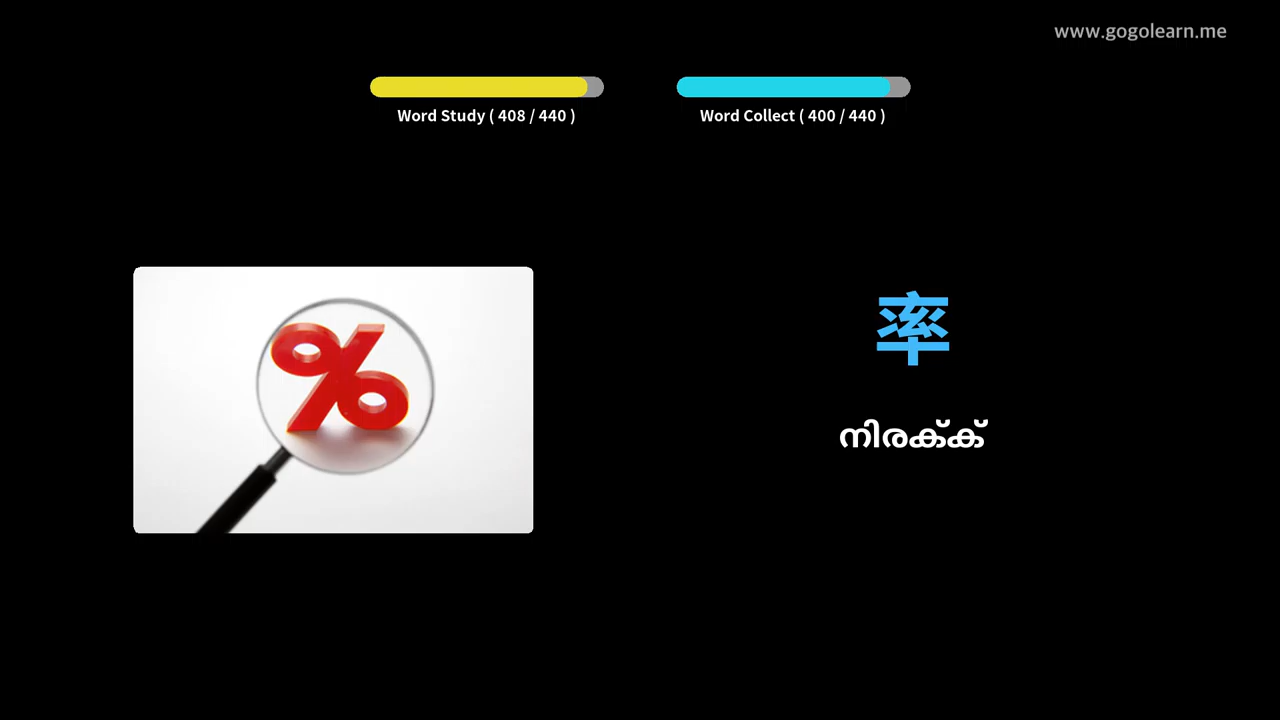 www.gogolearn.me
Word Study ( 408 / 440 )
Word Collect ( 400 / 440 )
%
率
നിരക്ക്